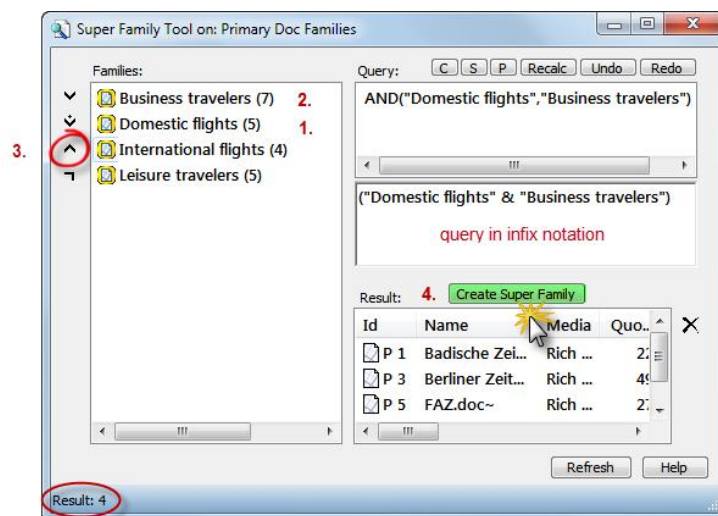 Super Family Tool on: Primary Doc Families
Families:
Business travelers (7) 2.
Domestic flights (5) 1.
3. International flights (4)
Leisure travelers (5)
Query: C S P Recalc Undo Redo
AND("Domestic flights","Business travelers")
("Domestic flights" & "Business travelers")
query in infix notation
Result: 4. Create Super Family
Id Name Media Quo..
P 1 Badische Zei... Rich ...
P 3 Berliner Zeit... Rich ...
P 5 FAZ.doc~ Rich ...
Refresh Help
Result: 4